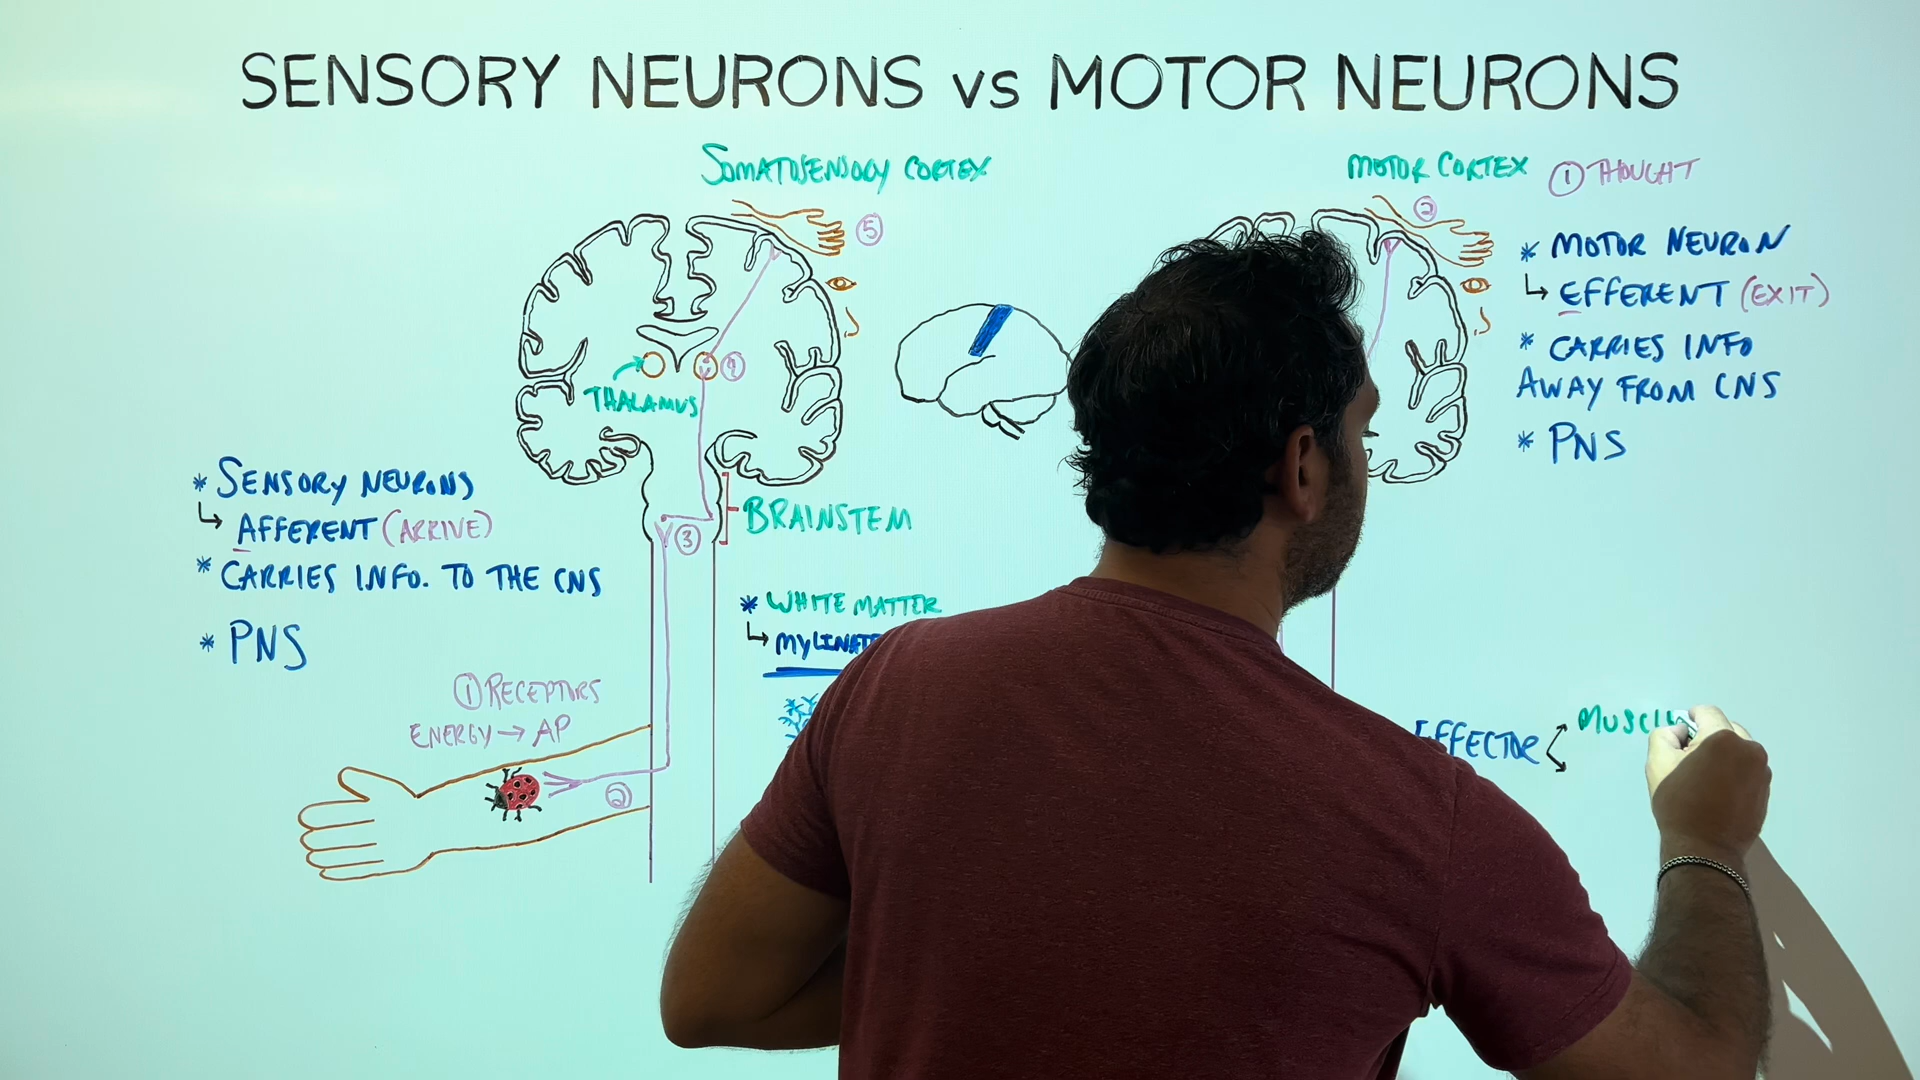 SENSORY NEURONS vs MOTOR NEURONS
SOMATOSENSORY CORTEX
5
4
THALAMUS
* SENSORY NEURONS
↳ AFFERENT (ARRIVE)
* CARRIES INFO. TO THE CNS
* PNS
BRAINSTEM
3
* WHITE MATTER
↳ MYLINATE
① RECEPTORS
ENERGY → AP
2
MOTOR CORTEX ① THOUGHT
2
* MOTOR NEURON
↳ EFFERENT (EXIT)
* CARRIES INFO
AWAY FROM CNS
* PNS
EFFECTOR
MUSCL